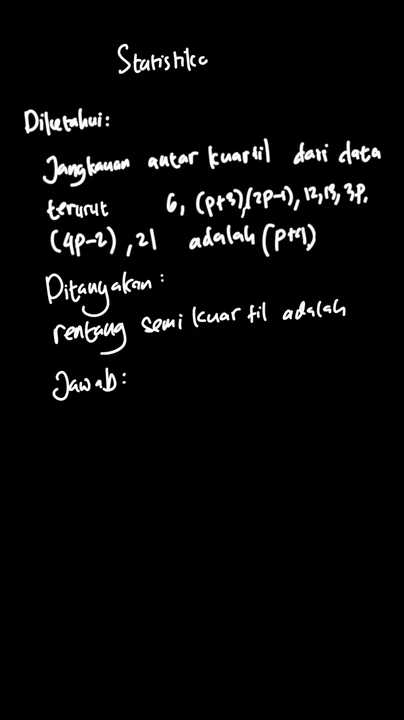 Statistika
Diketahui:
Jangkauan antar kuartil dari data
terurut 6, (p+3),(2p-1), 12, 13, 3p,
(4p-2), 21 adalah (p+4)
Ditanyakan:
rentang semi kuartil adalah
Jawab: